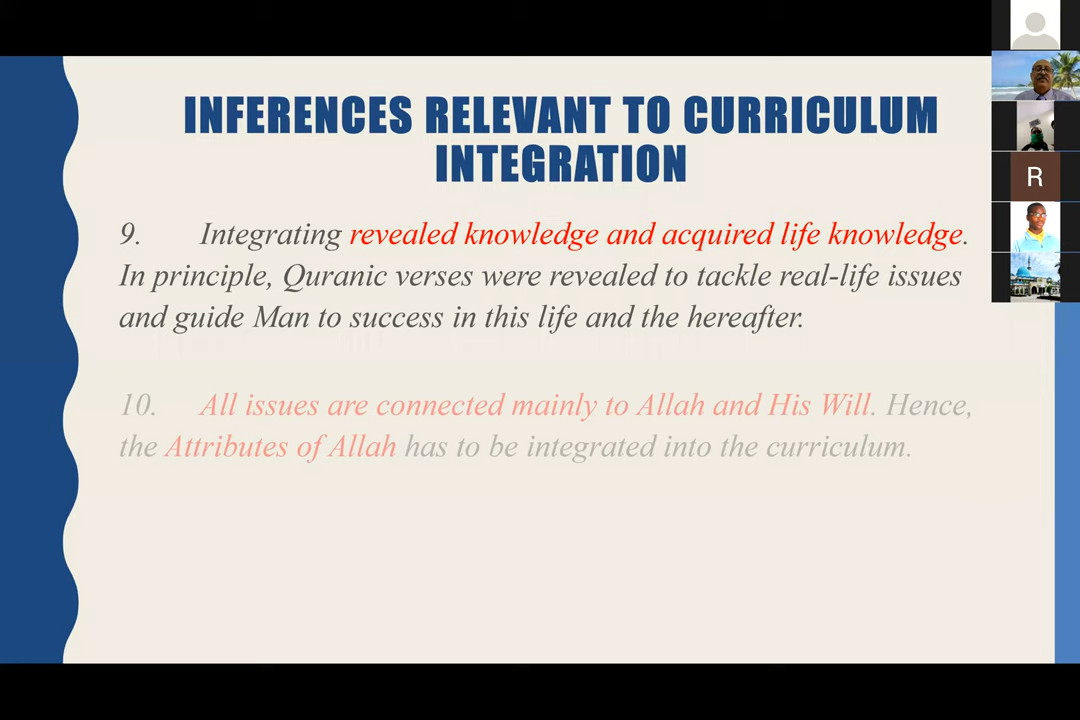 INFERENCES RELEVANT TO CURRICULUM
INTEGRATION
9. Integrating revealed knowledge and acquired life knowledge.
In principle, Quranic verses were revealed to tackle real-life issues
and guide Man to success in this life and the hereafter.
10. All issues are connected mainly to Allah and His Will. Hence,
the Attributes of Allah has to be integrated into the curriculum.
R